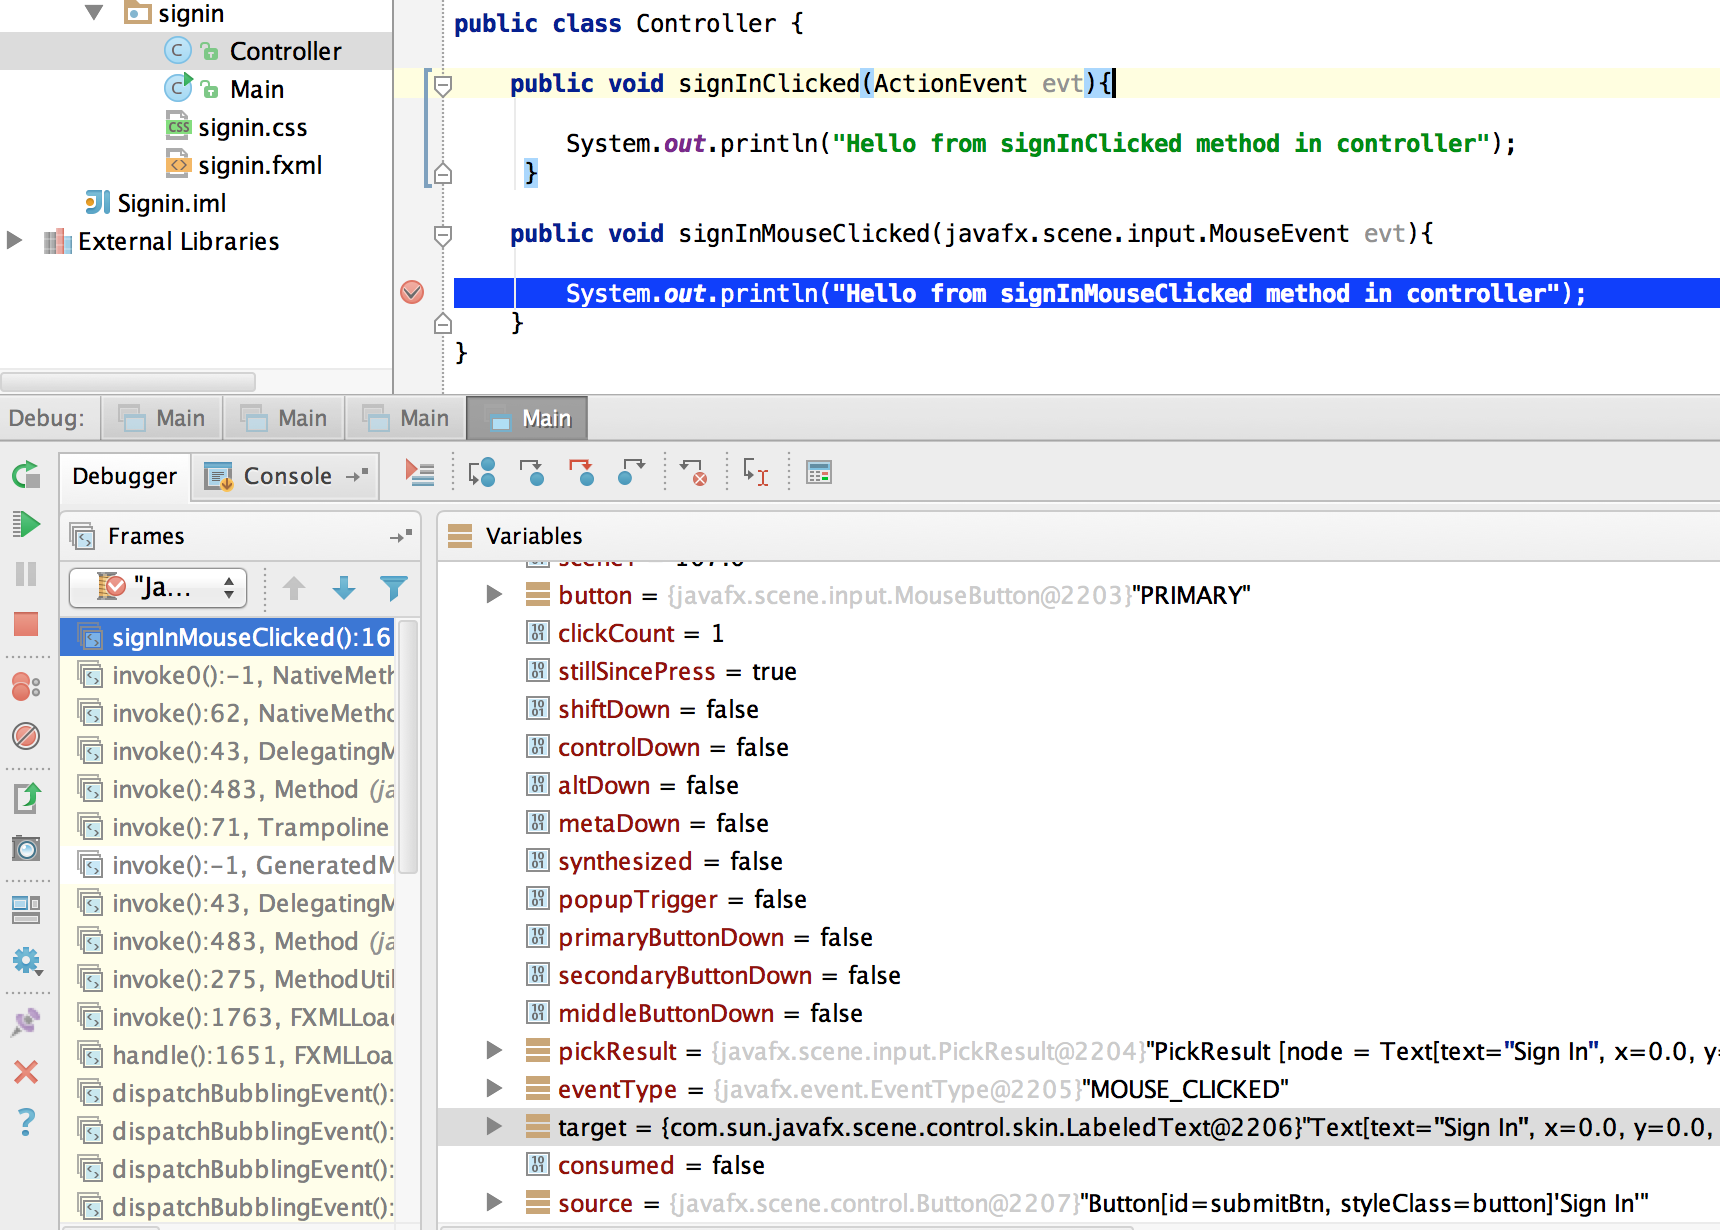 signin
Controller
Main
signin.css
signin.fxml
Signin.iml
External Libraries
public class Controller {
public void signInClicked(ActionEvent evt){
System.out.println("Hello from signInClicked method in controller");
}
public void signInMouseClicked(javafx.scene.input.MouseEvent evt){
System.out.println("Hello from signInMouseClicked method in controller");
}
}
Debug: Main Main Main Main
Debugger Console
Frames
"Ja...
signInMouseClicked():16
invoke0():-1, NativeMeth
invoke():62, NativeMetho
invoke():43, DelegatingM
invoke():483, Method (ja
invoke():71, Trampoline
invoke():-1, GeneratedM
invoke():43, DelegatingM
invoke():483, Method (ja
invoke():275, MethodUtil
invoke():1763, FXMLLoa
handle():1651, FXMLLoa
dispatchBubblingEvent():
dispatchBubblingEvent():
dispatchBubblingEvent():
dispatchBubblingEvent():
Variables
button = {javafx.scene.input.MouseButton@2203}"PRIMARY"
clickCount = 1
stillSincePress = true
shiftDown = false
controlDown = false
altDown = false
metaDown = false
synthesized = false
popupTrigger = false
primaryButtonDown = false
secondaryButtonDown = false
middleButtonDown = false
pickResult = {javafx.scene.input.PickResult@2204}"PickResult [node = Text[text="Sign In", x=0.0, y=
eventType = {javafx.event.EventType@2205}"MOUSE_CLICKED"
target = {com.sun.javafx.scene.control.skin.LabeledText@2206}"Text[text="Sign In", x=0.0, y=0.0,
consumed = false
source = {javafx.scene.control.Button@2207}"Button[id=submitBtn, styleClass=button]'Sign In'"